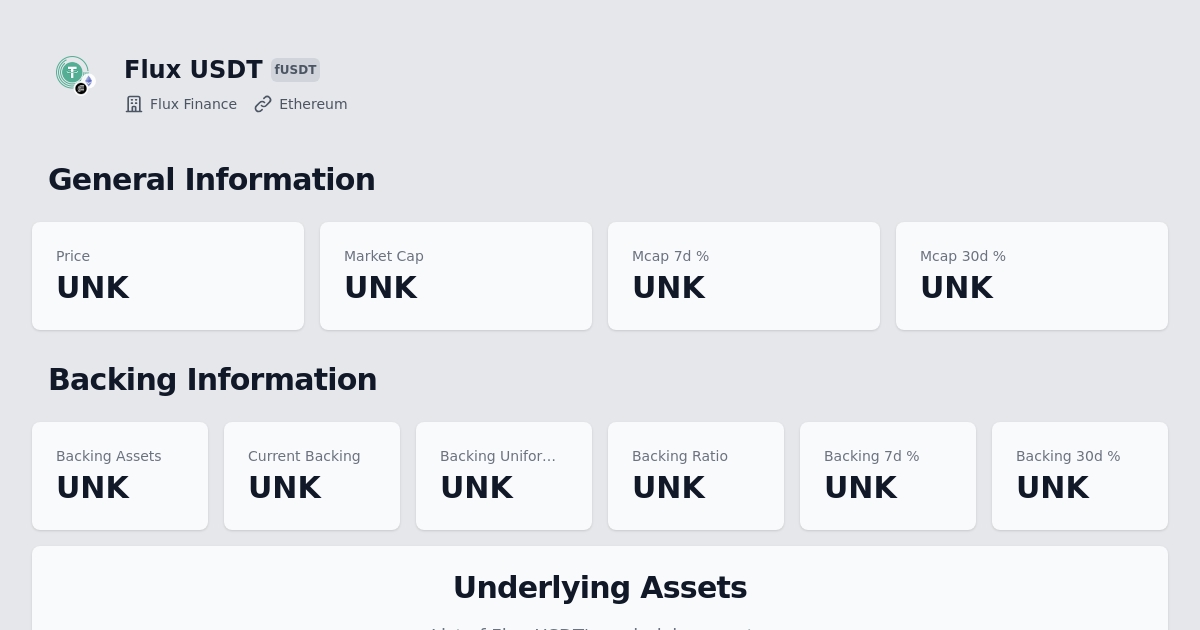 Flux USDT fUSDT
Flux Finance Ethereum
General Information
Price Market Cap Mcap 7d % Mcap 30d %
UNK UNK UNK UNK
Backing Information
Backing Assets Current Backing Backing Unifor… Backing Ratio Backing 7d % Backing 30d %
UNK UNK UNK UNK UNK UNK
Underlying Assets